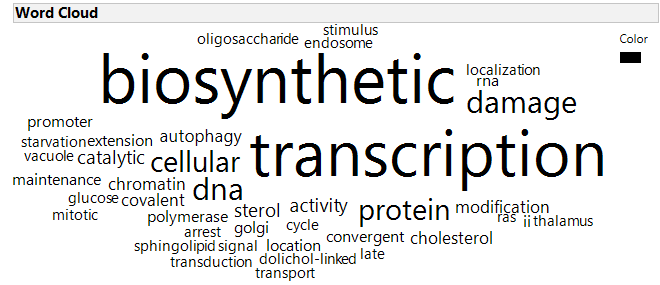 Word Cloud
stimulus
oligosaccharide endosome
Color
biosynthetic
localization
rna
damage
promoter
starvation extension autophagy
transcription
vacuole catalytic cellular
maintenance chromatin dna
glucose covalent
mitotic polymerase sterol activity protein modification
arrest golgi cycle ras ii thalamus
sphingolipid signal location convergent cholesterol
transduction dolichol-linked late
transport